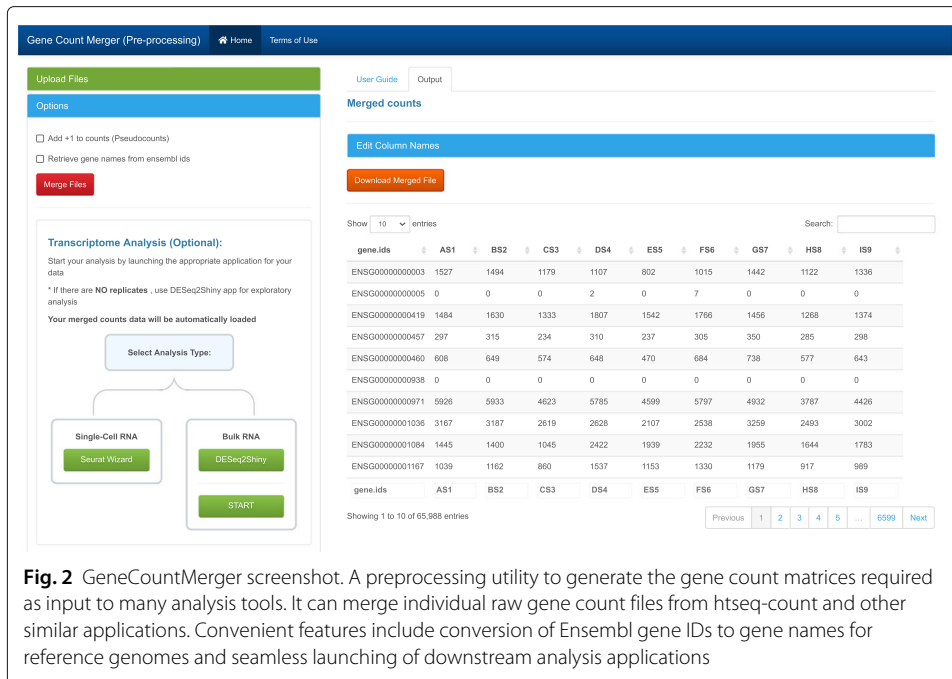 Gene Count Merger (Pre-processing) Home Terms of Use
Upload Files
Options
Add +1 to counts (Pseudocounts)
Retrieve gene names from ensembl ids
Merge Files
Transcriptome Analysis (Optional):
Start your analysis by launching the appropriate application for your
data
* If there are NO replicates , use DESeq2Shiny app for exploratory
analysis
Your merged counts data will be automatically loaded
Select Analysis Type:
Single-Cell RNA
Seurat Wizard
Bulk RNA
DESeq2Shiny
START
User Guide Output
Merged counts
Edit Column Names
Download Merged File
Show 10 entries Search:
gene.ids AS1 BS2 CS3 DS4 ES5 FS6 GS7 HS8 IS9
ENSG00000000003 1527 1494 1179 1107 802 1015 1442 1122 1336
ENSG00000000005 0 0 0 2 0 7 0 0 0
ENSG00000000419 1484 1630 1333 1807 1542 1766 1456 1268 1374
ENSG00000000457 297 315 234 310 237 305 350 285 298
ENSG00000000460 608 649 574 648 470 684 738 577 643
ENSG00000000938 0 0 0 0 0 0 0 0 0
ENSG00000000971 5926 5933 4623 5785 4599 5797 4932 3787 4426
ENSG00000001036 3167 3187 2619 2628 2107 2538 3259 2493 3002
ENSG00000001084 1445 1400 1045 2422 1939 2232 1955 1644 1783
ENSG00000001167 1039 1162 860 1537 1153 1330 1179 917 989
gene.ids AS1 BS2 CS3 DS4 ES5 FS6 GS7 HS8 IS9
Showing 1 to 10 of 65,988 entries Previous 1 2 3 4 5 ... 6599 Next
Fig. 2 GeneCountMerger screenshot. A preprocessing utility to generate the gene count matrices required
as input to many analysis tools. It can merge individual raw gene count files from htseq-count and other
similar applications. Convenient features include conversion of Ensembl gene IDs to gene names for
reference genomes and seamless launching of downstream analysis applications